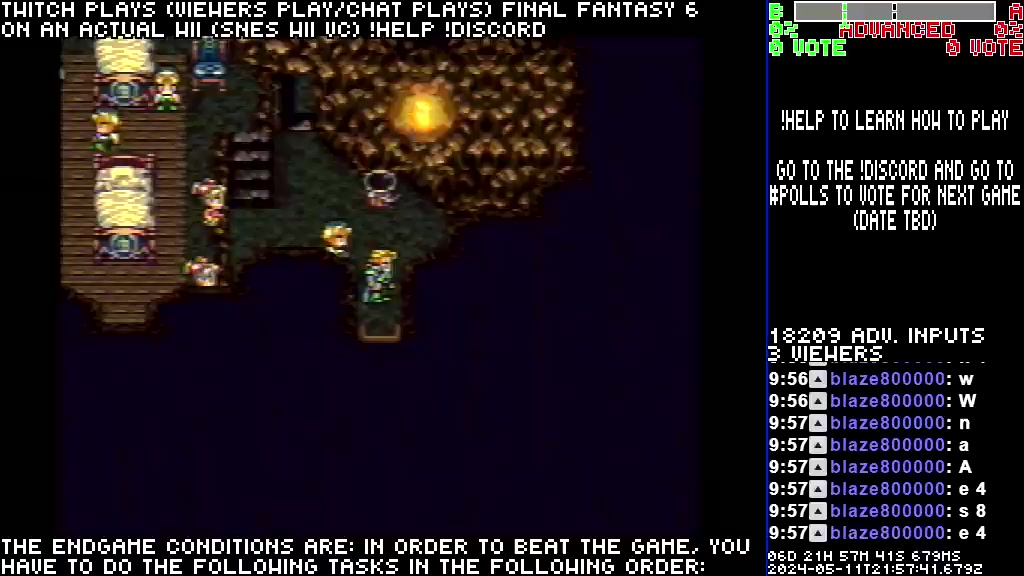 TWITCH PLAYS (VIEWERS PLAY/CHAT PLAYS) FINAL FANTASY 6
ON AN ACTUAL WII (SNES WII VC) !HELP !DISCORD
B A
0% ADVANCED 0%
0 VOTE 0 VOTE
!HELP TO LEARN HOW TO PLAY
GO TO THE !DISCORD AND GO TO
#POLLS TO VOTE FOR NEXT GAME
(DATE TBD)
18209 ADV. INPUTS
3 VIEWERS
9:56 blaze800000: w
9:56 blaze800000: W
9:57 blaze800000: n
9:57 blaze800000: a
9:57 blaze800000: A
9:57 blaze800000: e 4
9:57 blaze800000: s 8
9:57 blaze800000: e 4
THE ENDGAME CONDITIONS ARE: IN ORDER TO BEAT THE GAME, YOU
HAVE TO DO THE FOLLOWING TASKS IN THE FOLLOWING ORDER:
06D 21H 57M 41S 679MS
2024-05-11T21:57:41.679Z